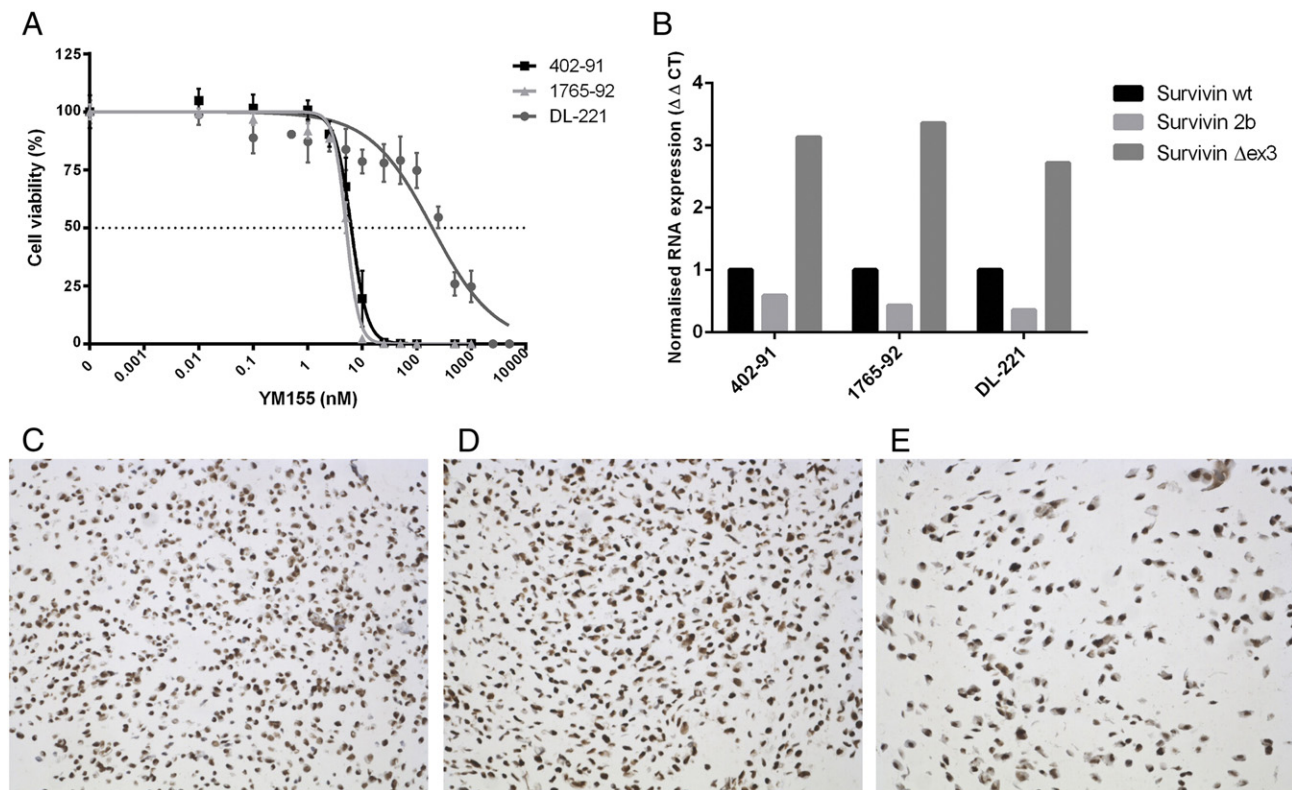 A
125
100
75
50
25
0
Cell viability (%)
0
0.001
0.01
0.1
1
10
100
1000
10000
YM155 (nM)
402-91
1765-92
DL-221
B
4
3
2
1
0
Normalised RNA expression (Δ Δ CT)
402-91
1765-92
DL-221
Survivin wt
Survivin 2b
Survivin Δex3
C
D
E